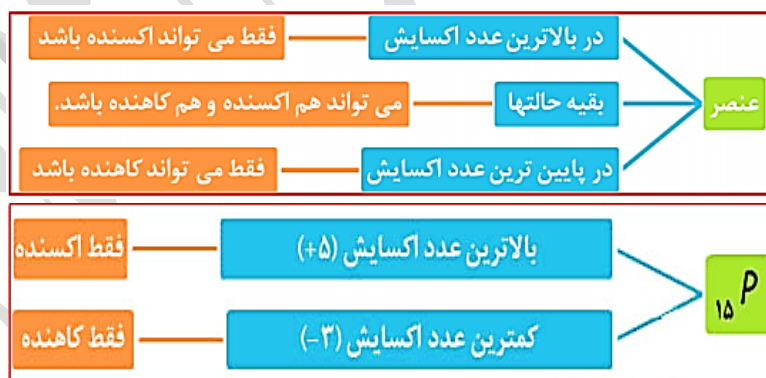 عنصر
در بالاترین عدد اکسایش فقط می تواند اکسنده باشد
بقیه حالتها می تواند هم اکسنده و هم کاهنده باشد.
در پایین ترین عدد اکسایش فقط می تواند کاهنده باشد
₁₅P
بالاترین عدد اکسایش (+۵) فقط اکسنده
کمترین عدد اکسایش (−۳) فقط کاهنده